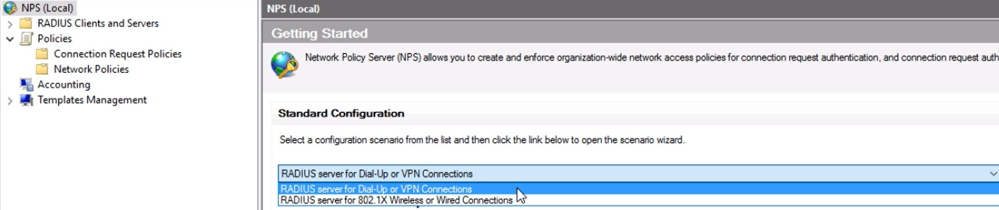 NPS (Local)
RADIUS Clients and Servers
Policies
Connection Request Policies
Network Policies
Accounting
Templates Management
NPS (Local)
Getting Started
Network Policy Server (NPS) allows you to create and enforce organization-wide network access policies for connection request authentication, and connection request auth
Standard Configuration
Select a configuration scenario from the list and then click the link below to open the scenario wizard.
RADIUS server for Dial-Up or VPN Connections
RADIUS server for Dial-Up or VPN Connections
RADIUS server for 802.1X Wireless or Wired Connections